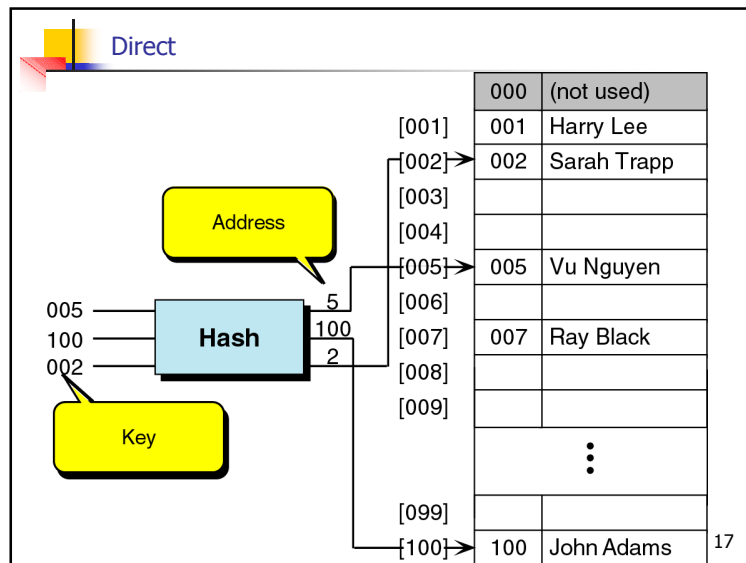 Direct
000 (not used)
[001] 001 Harry Lee
[002] 002 Sarah Trapp
[003]
[004]
Address
[005] 005 Vu Nguyen
[006]
005 5
100 Hash 100
[007] 007 Ray Black
002 2
[008]
[009]
Key
[099]
[100] 100 John Adams
17